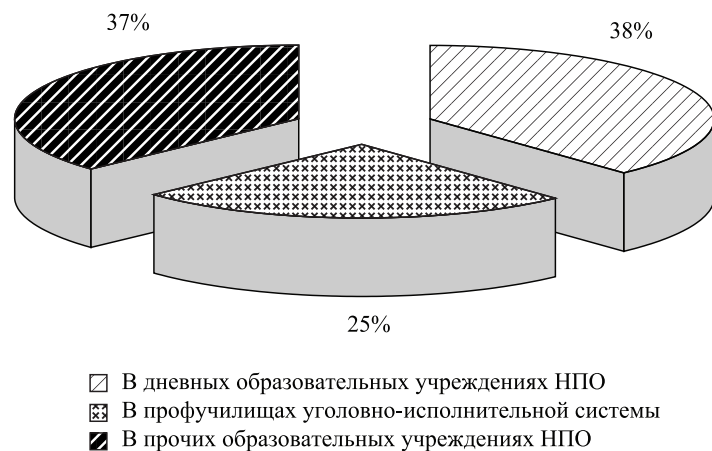 37%
38%
25%
В дневных образовательных учреждениях НПО
В профучилищах уголовно-исполнительной системы
В прочих образовательных учреждениях НПО